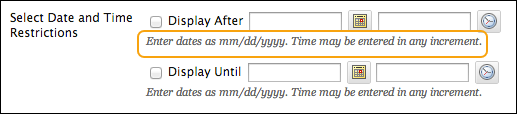 Select Date and Time Restrictions
Display After
Enter dates as mm/dd/yyyy. Time may be entered in any increment.
Display Until
Enter dates as mm/dd/yyyy. Time may be entered in any increment.